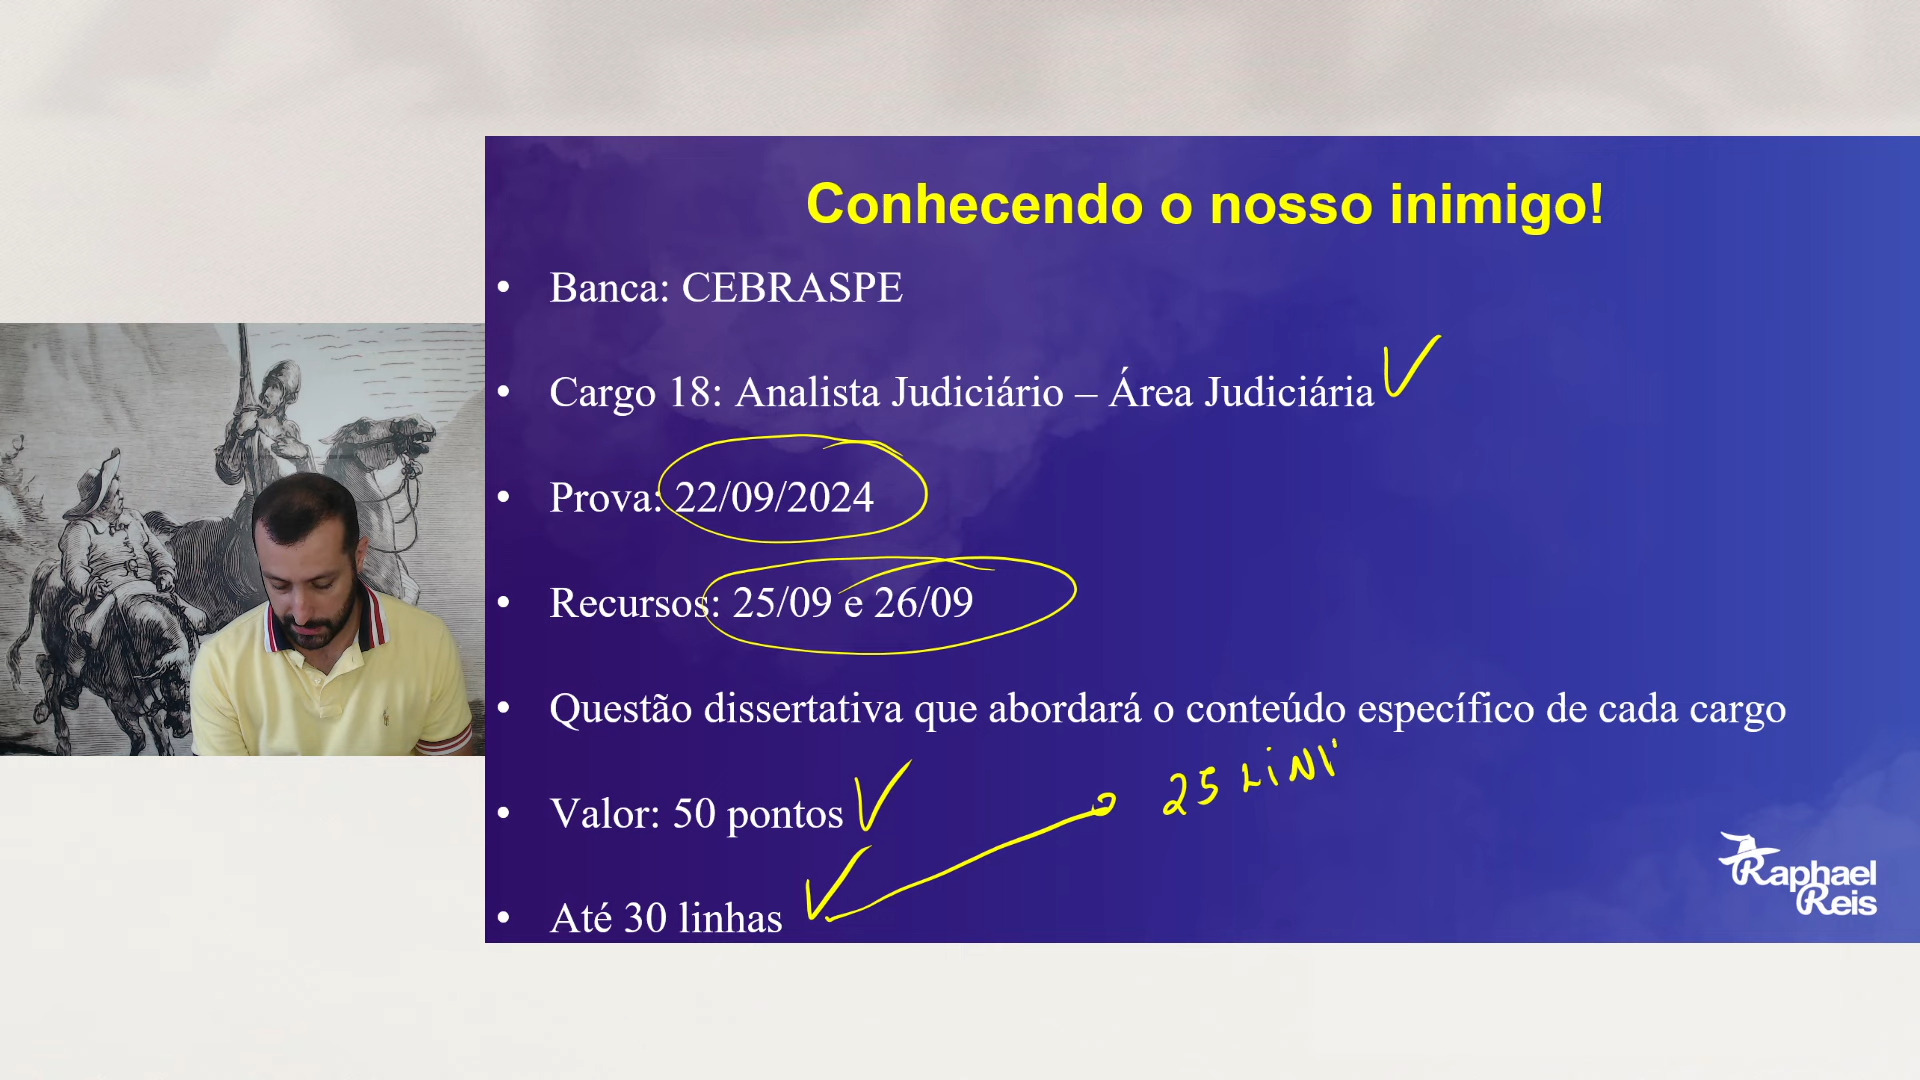 Conhecendo o nosso inimigo!
• Banca: CEBRASPE
• Cargo 18: Analista Judiciário – Área Judiciária
• Prova: 22/09/2024
• Recursos: 25/09 e 26/09
• Questão dissertativa que abordará o conteúdo específico de cada cargo
25 LiN
• Valor: 50 pontos
• Até 30 linhas
Raphael
Reis